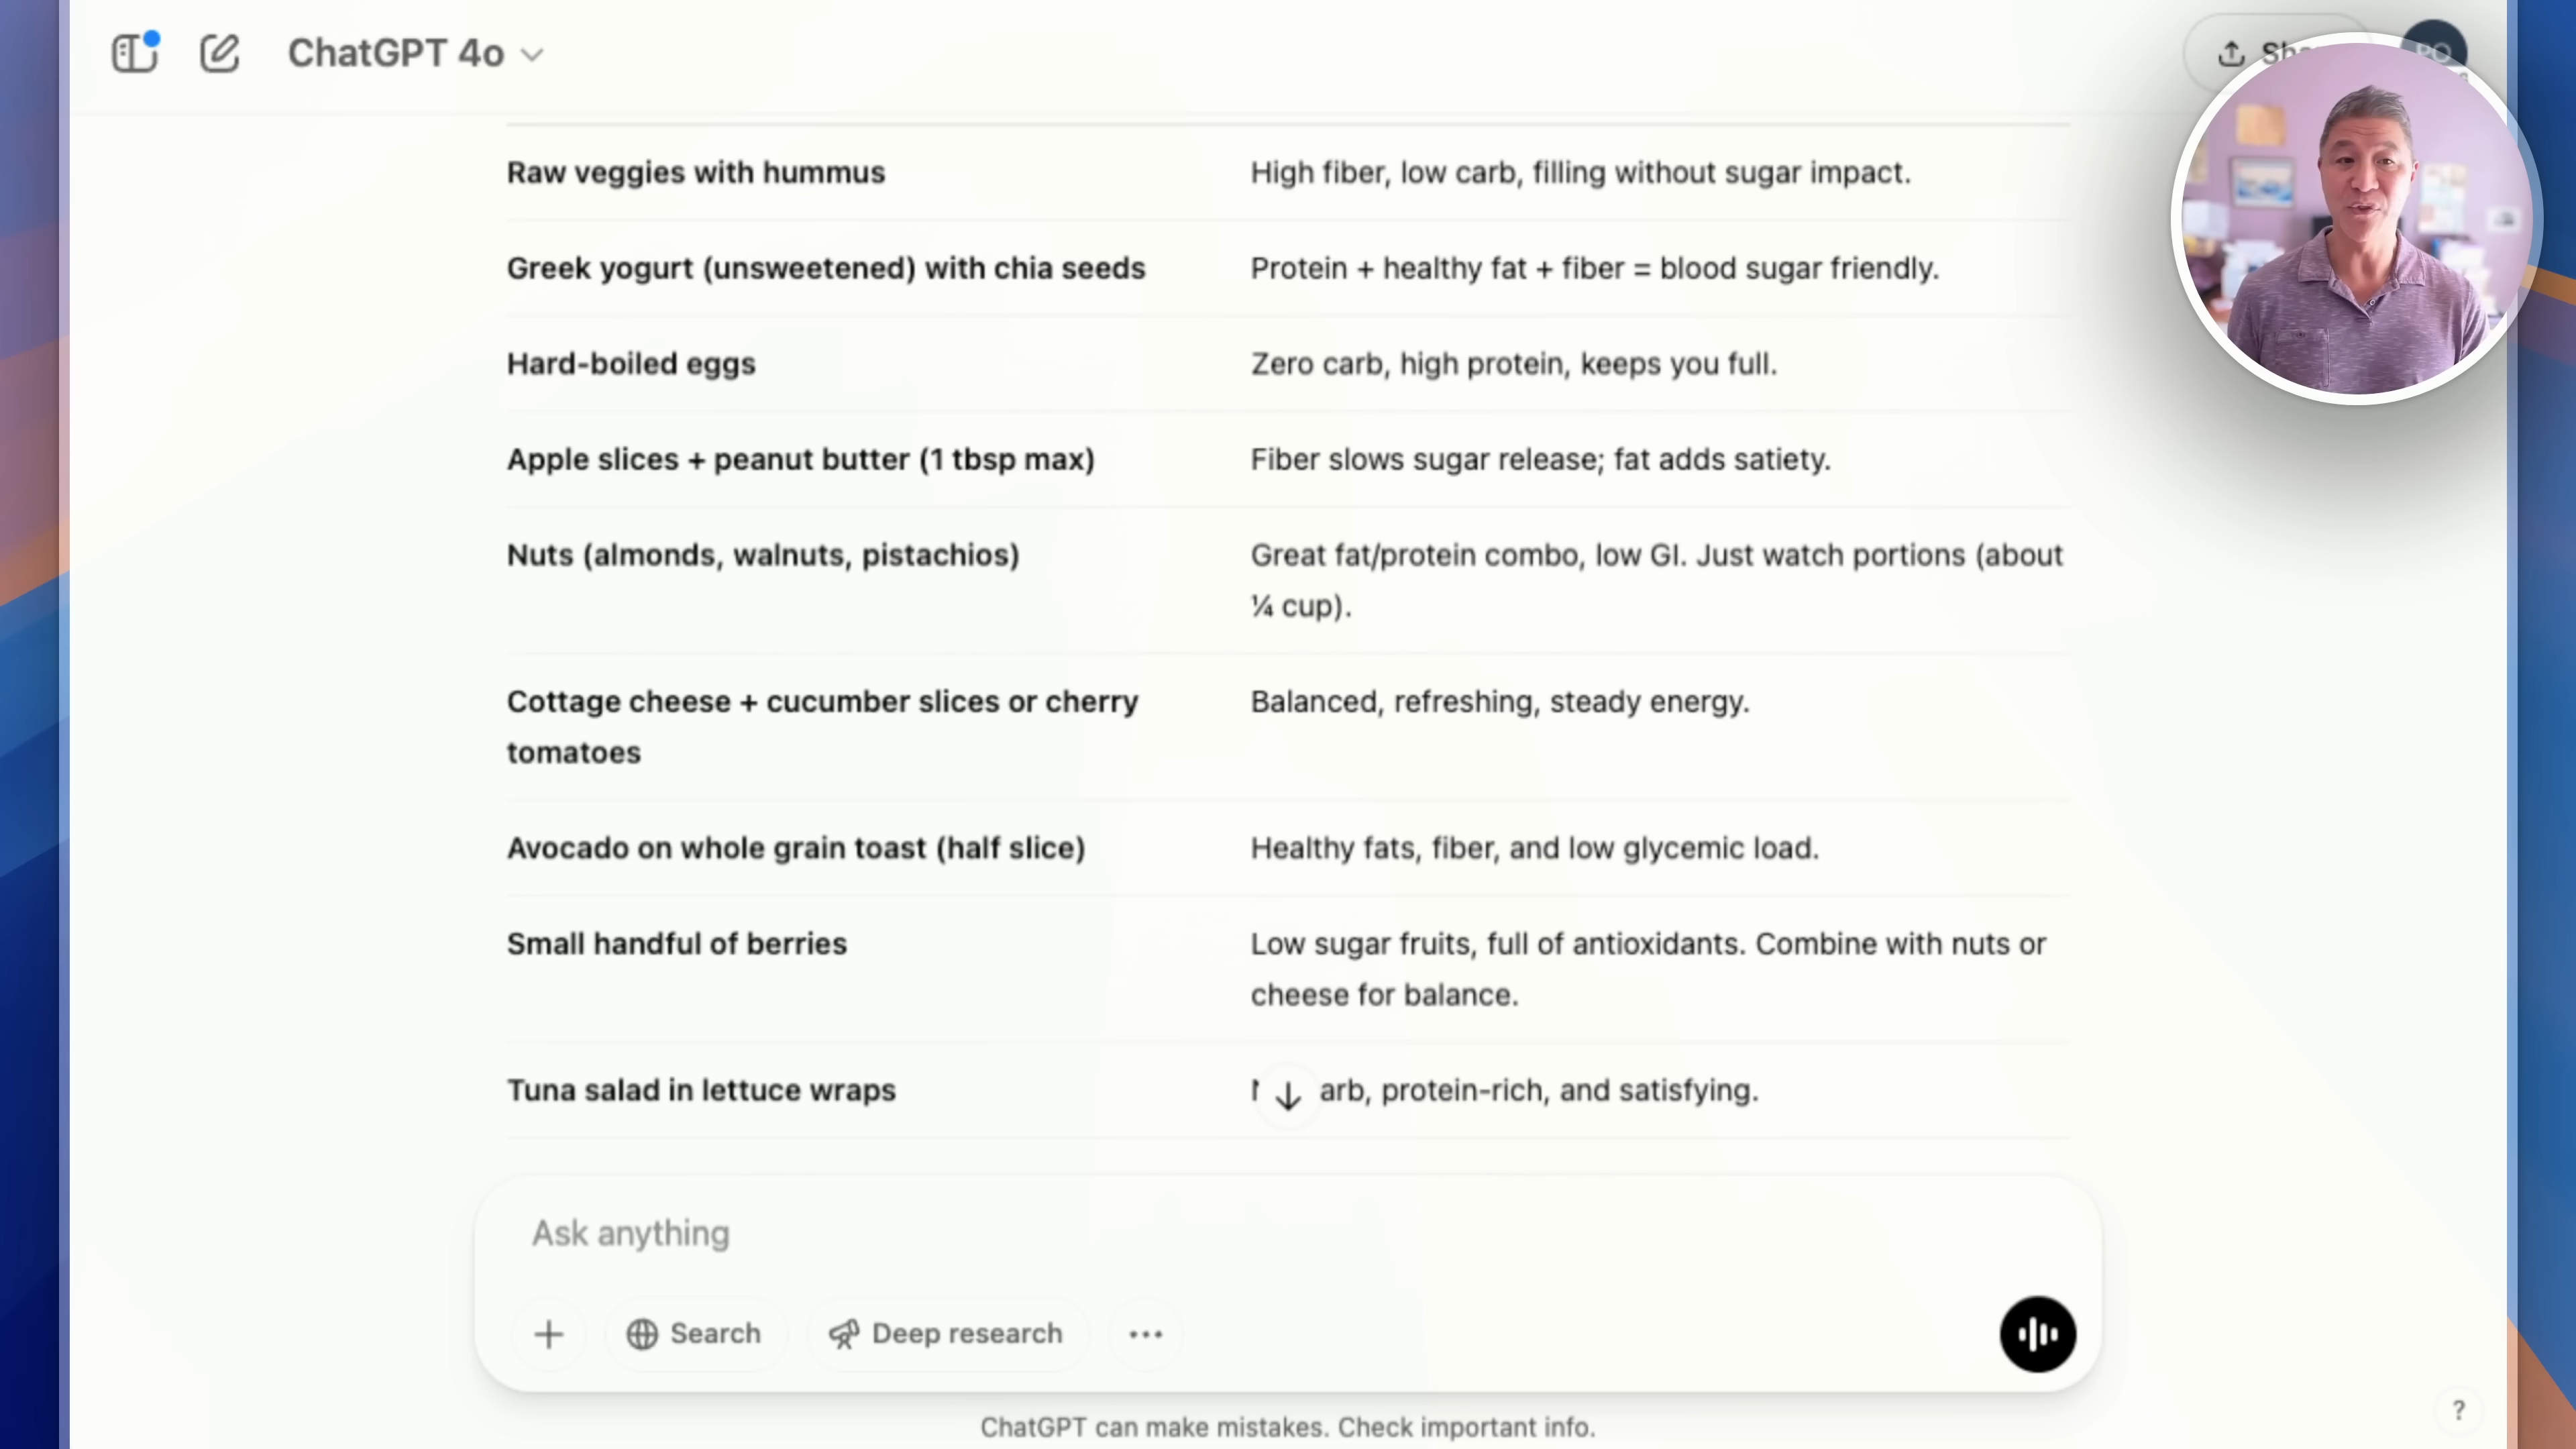 ChatGPT 4o
Raw veggies with hummus
High fiber, low carb, filling without sugar impact.
Greek yogurt (unsweetened) with chia seeds
Protein + healthy fat + fiber = blood sugar friendly.
Hard-boiled eggs
Zero carb, high protein, keeps you full.
Apple slices + peanut butter (1 tbsp max)
Fiber slows sugar release; fat adds satiety.
Nuts (almonds, walnuts, pistachios)
Great fat/protein combo, low GI. Just watch portions (about
¼ cup).
Cottage cheese + cucumber slices or cherry
tomatoes
Balanced, refreshing, steady energy.
Avocado on whole grain toast (half slice)
Healthy fats, fiber, and low glycemic load.
Small handful of berries
Low sugar fruits, full of antioxidants. Combine with nuts or
cheese for balance.
Tuna salad in lettuce wraps
arb, protein-rich, and satisfying.
Ask anything
Search
Deep research
ChatGPT can make mistakes. Check important info.
?